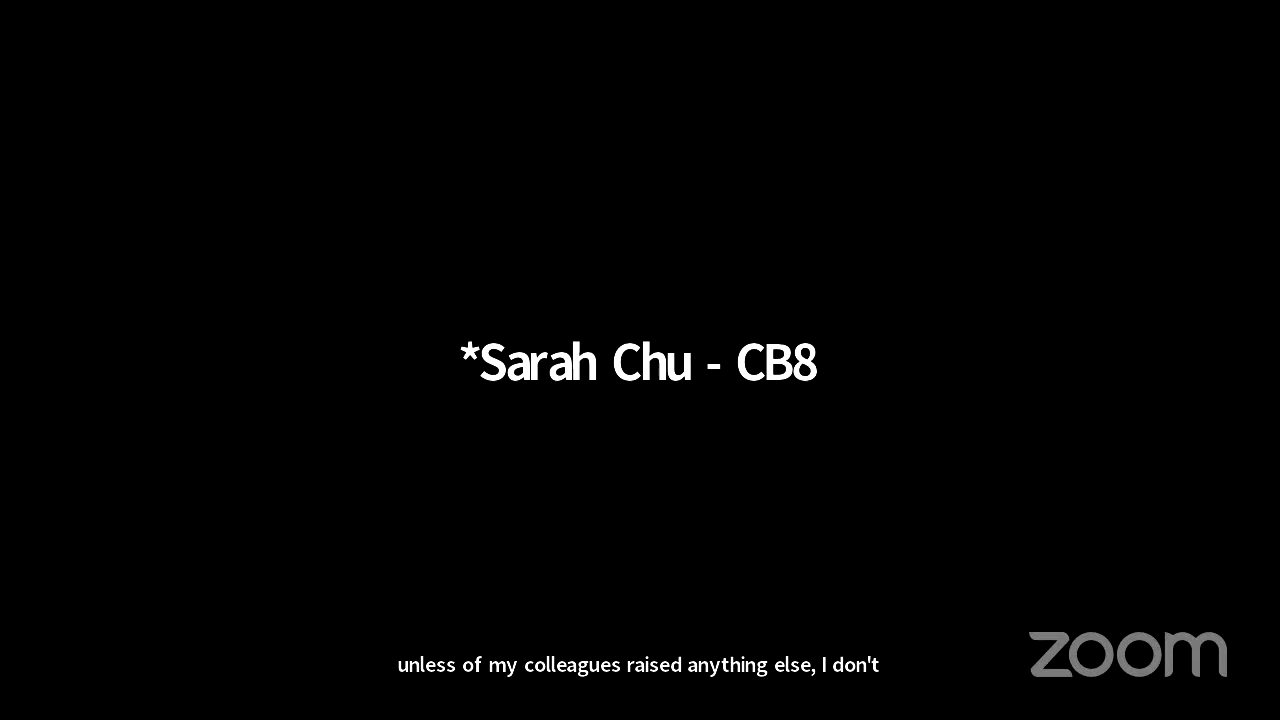 *Sarah Chu - CB8
unless of my colleagues raised anything else, I don't
zoom